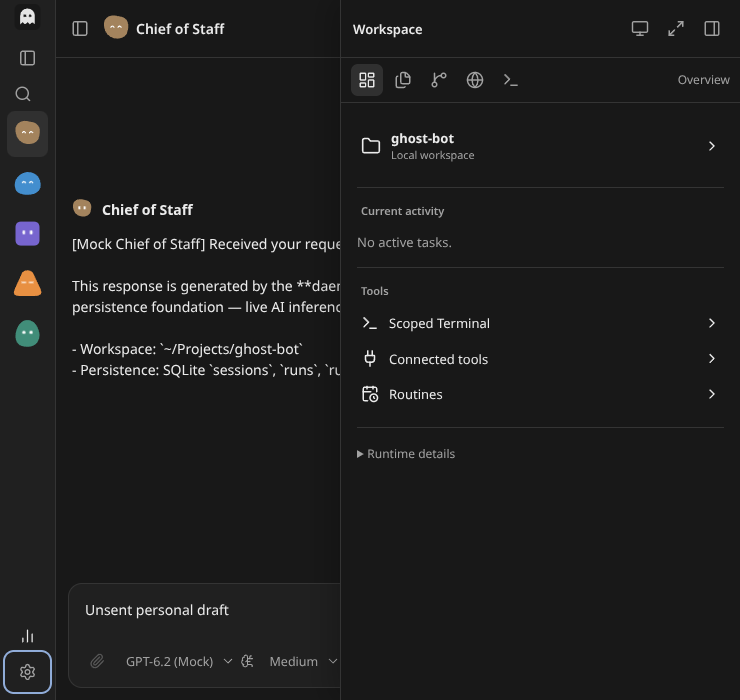 Chief of Staff
Workspace
Overview
ghost-bot
Local workspace
Chief of Staff
Current activity
[Mock Chief of Staff] Received your reque
No active tasks.
This response is generated by the **daer
persistence foundation — live AI inferenc
Tools
Scoped Terminal
- Workspace: `~/Projects/ghost-bot`
Connected tools
- Persistence: SQLite `sessions`, `runs`, `ru
Routines
Runtime details
Unsent personal draft
GPT-6.2 (Mock)
Medium